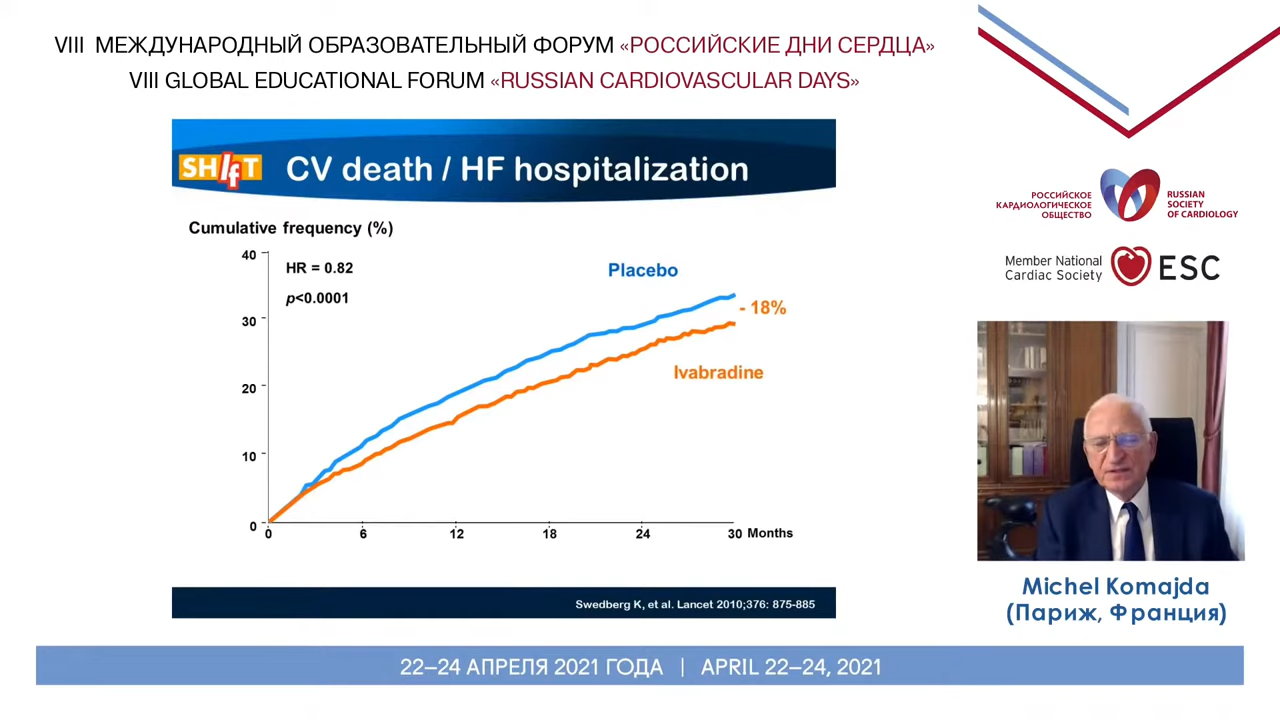 VIII МЕЖДУНАРОДНЫЙ ОБРАЗОВАТЕЛЬНЫЙ ФОРУМ «РОССИЙСКИЕ ДНИ СЕРДЦА»
VIII GLOBAL EDUCATIONAL FORUM «RUSSIAN CARDIOVASCULAR DAYS»
SHIfT
CV death / HF hospitalization
Cumulative frequency (%)
40
30
20
10
0
HR = 0.82
p<0.0001
Placebo
- 18%
Ivabradine
0 6 12 18 24 30 Months
Swedberg K, et al. Lancet 2010;376: 875-885
РОССИЙСКОЕ
КАРДИОЛОГИЧЕСКОЕ
ОБЩЕСТВО
RUSSIAN
SOCIETY
OF CARDIOLOGY
Member National
Cardiac Society
ESC
Michel Komajda
(Париж, Франция)
22–24 АПРЕЛЯ 2021 ГОДА | APRIL 22–24, 2021